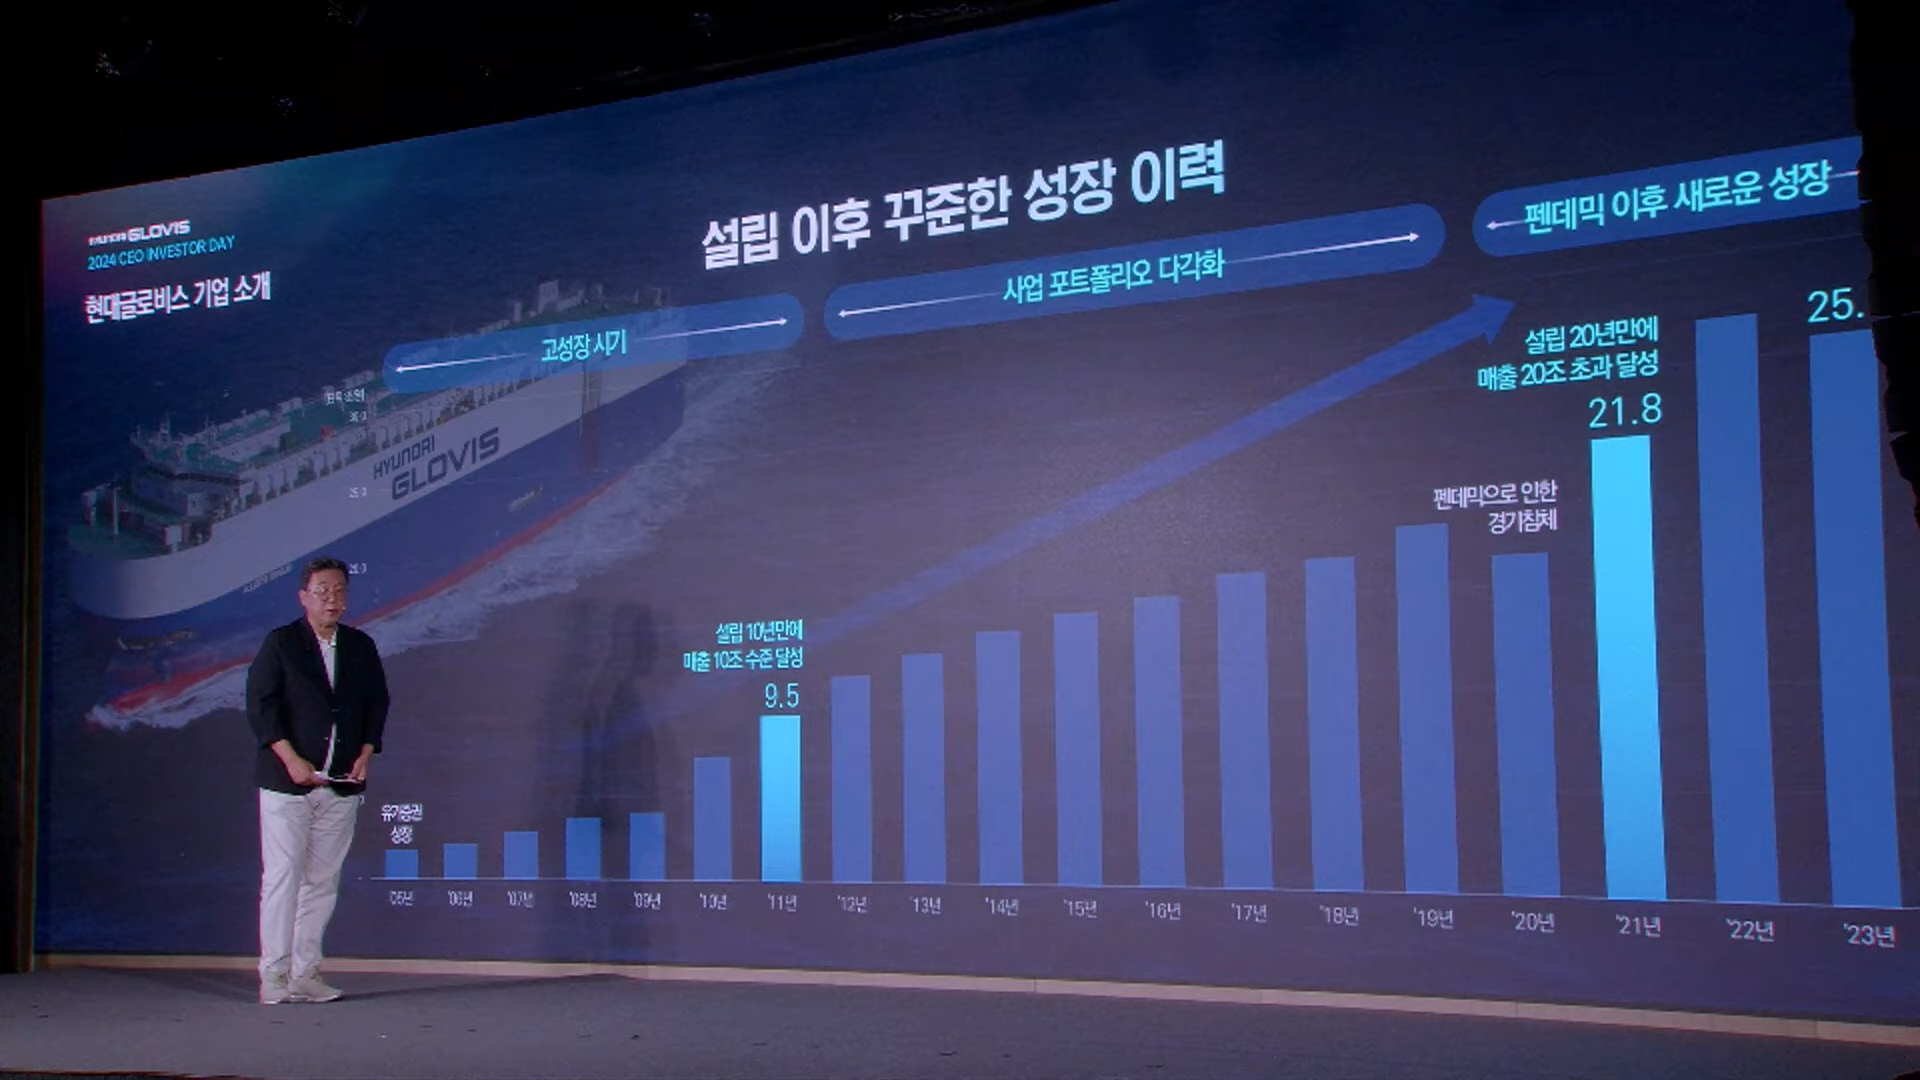 HYUNDAI GLOVIS
2024 CEO INVESTOR DAY
현대글로비스 기업 소개
설립 이후 꾸준한 성장 이력
고성장 시기
사업 포트폴리오 다각화
펜데믹 이후 새로운 성장
HYUNDAI
GLOVIS
30.0
25.0
20.0
유가증권
성장
설립 10년만에
매출 10조 수준 달성
9.5
펜데믹으로 인한
경기침체
설립 20년만에
매출 20조 초과 달성
21.8
25.
'05년 '06년 '07년 '08년 '09년 '10년 '11년 '12년 '13년 '14년 '15년 '16년 '17년 '18년 '19년 '20년 '21년 '22년 '23년